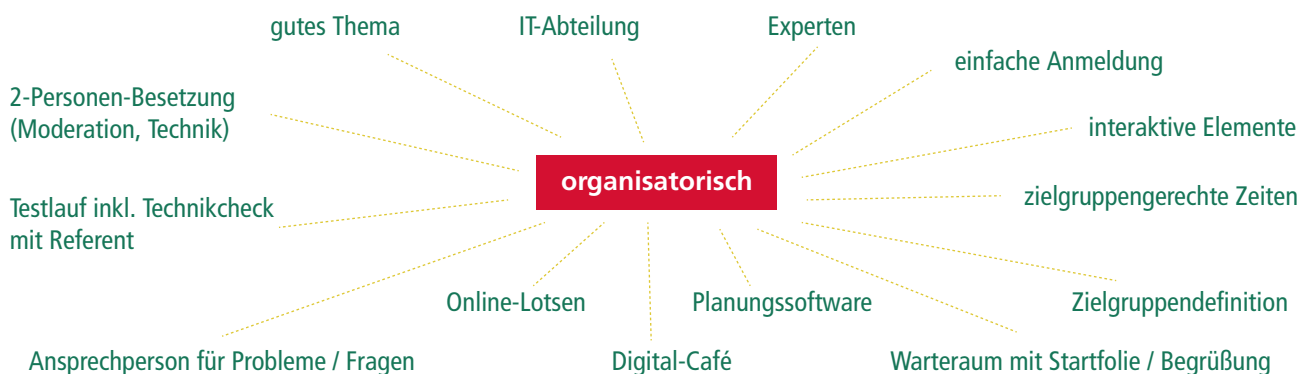 gutes Thema
IT-Abteilung
Experten
einfache Anmeldung
2-Personen-Besetzung
(Moderation, Technik)
interaktive Elemente
organisatorisch
Testlauf inkl. Technikcheck
mit Referent
zielgruppengerechte Zeiten
Online-Lotsen
Planungssoftware
Zielgruppendefinition
Ansprechperson für Probleme / Fragen
Digital-Café
Warteraum mit Startfolie / Begrüßung